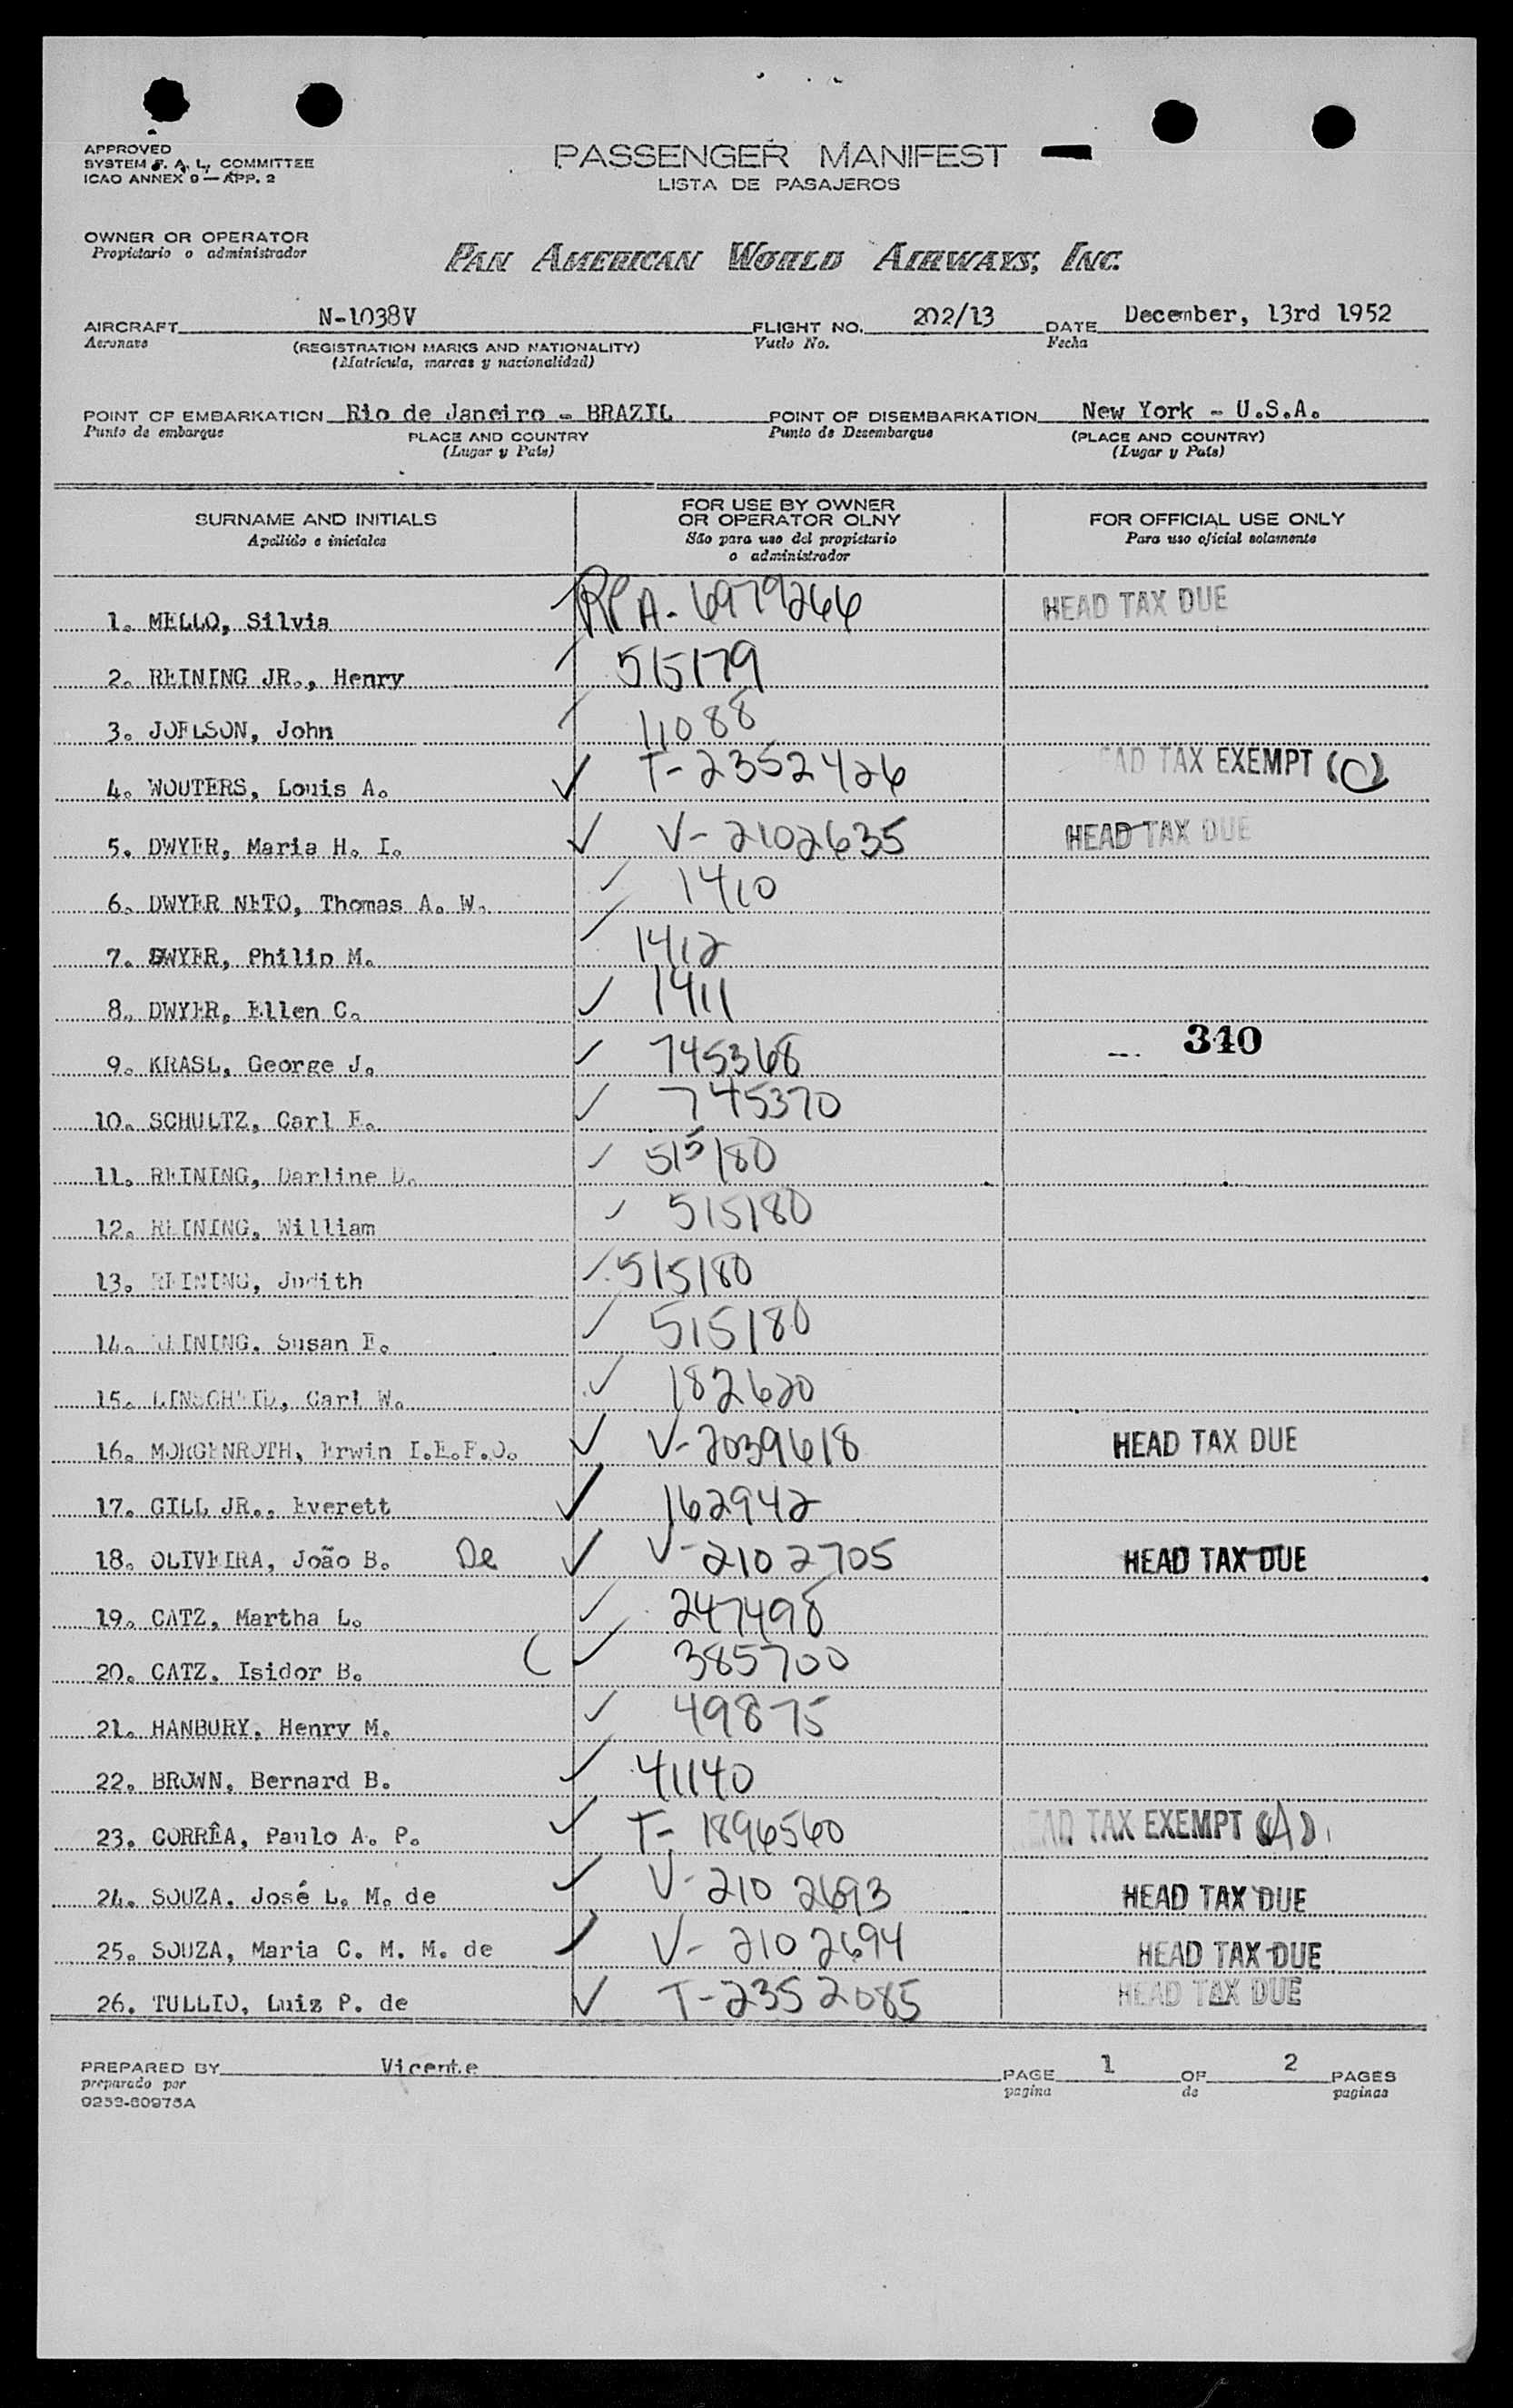 APPROVED
SYSTEM F. A. L. COMMITTEE
ICAO ANNEX 9 — APP. 2
PASSENGER MANIFEST
LISTA DE PASAJEROS
OWNER OR OPERATOR
Propietario o administrador
PAN AMERICAN WORLD AIRWAYS, INC.
AIRCRAFT N-1038V FLIGHT NO. 202/13 DATE December, 13rd 1952
Aeronave (REGISTRATION MARKS AND NATIONALITY) Vuelo No. Fecha
(Matrícula, marcas y nacionalidad)
POINT OF EMBARKATION Rio de Janeiro - BRAZIL POINT OF DISEMBARKATION New York - U.S.A.
Punto de embarque PLACE AND COUNTRY Punto de Desembarque (PLACE AND COUNTRY)
(Lugar y País) (Lugar y País)
SURNAME AND INITIALS FOR USE BY OWNER OR OPERATOR OLNY FOR OFFICIAL USE ONLY
Apellido e iniciales São para uso del propietario o administrador Para uso oficial solamente
1. MELLO, Silvia RP A-6979266 HEAD TAX DUE
2. REINING JR., Henry 515179
3. JOELSON, John 11088
4. WOUTERS, Louis A. T-2352426 AD TAX EXEMPT (C)
5. DWYER, Maria H. I. V-2102635 HEAD TAX DUE
6. DWYER NETO, Thomas A. W. 1410
7. DWYER, Philip M. 1412
8. DWYER, Ellen C. 1411
340
9. KRASL, George J. 745368
10. SCHULTZ, Carl E. 745370
11. REINING, Darline D. 515180
12. REINING, William 515180
13. REINING, Judith 515180
14. REINING, Susan E. 515180
15. LINSCHEID, Carl W. 182620
16. MORGENROTH, Erwin I.E.F.O. V-2039618 HEAD TAX DUE
17. GILL JR., Everett 162942
18. OLIVEIRA, João B. De V-2102705 HEAD TAX DUE
19. CATZ, Martha L. 247498
20. CATZ, Isidor B. ( 385700
21. HANBURY, Henry M. 49875
22. BROWN, Bernard B. 41140
23. CORRÊA, Paulo A. P. T-1896560 AD TAX EXEMPT (A)
24. SOUZA, José L. M. de V-2102693 HEAD TAX DUE
25. SOUZA, Maria C. M. M. de V-2102694 HEAD TAX DUE
26. TULLIO, Luiz P. de T-2352085 HEAD TAX DUE
PREPARED BY Vicente PAGE 1 OF 2 PAGES
preparado por pagina de paginas
0253-60975A